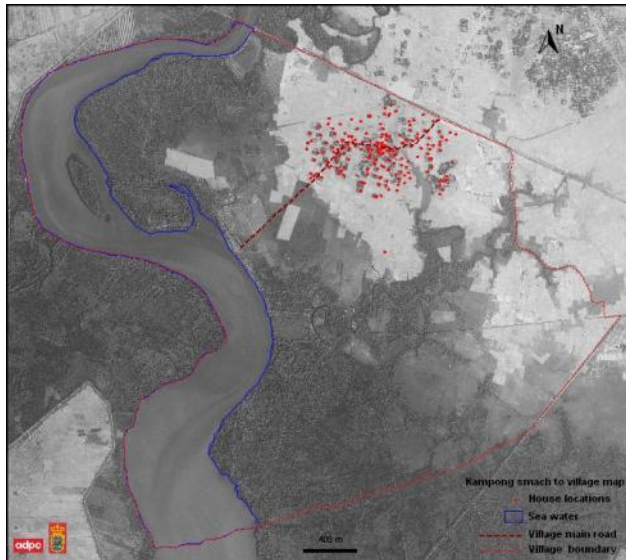 N
Kampong smach to village map
House locations
Sea water
Village main road
Village boundary
400 m
adpc